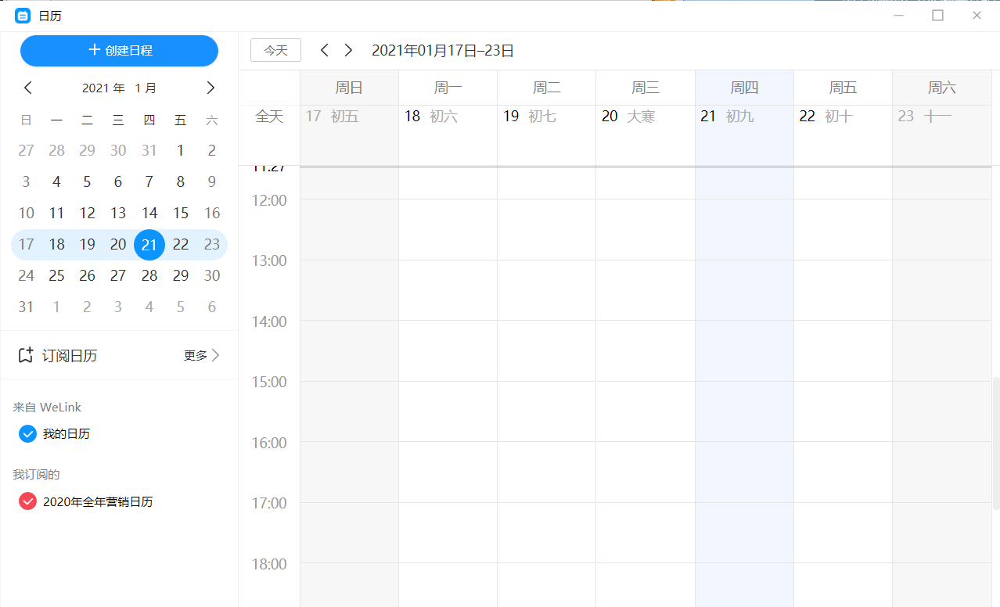 日历
创建日程
2021 年 1 月
日 一 二 三 四 五 六
27 28 29 30 31 1 2
3 4 5 6 7 8 9
10 11 12 13 14 15 16
17 18 19 20 21 22 23
24 25 26 27 28 29 30
31 1 2 3 4 5 6
订阅日历 更多
来自 WeLink
我的日历
我订阅的
2020年全年营销日历
今天 2021年01月17日–23日
周日 周一 周二 周三 周四 周五 周六
全天 17 初五 18 初六 19 初七 20 大寒 21 初九 22 初十 23 十一
11:27
12:00
13:00
14:00
15:00
16:00
17:00
18:00